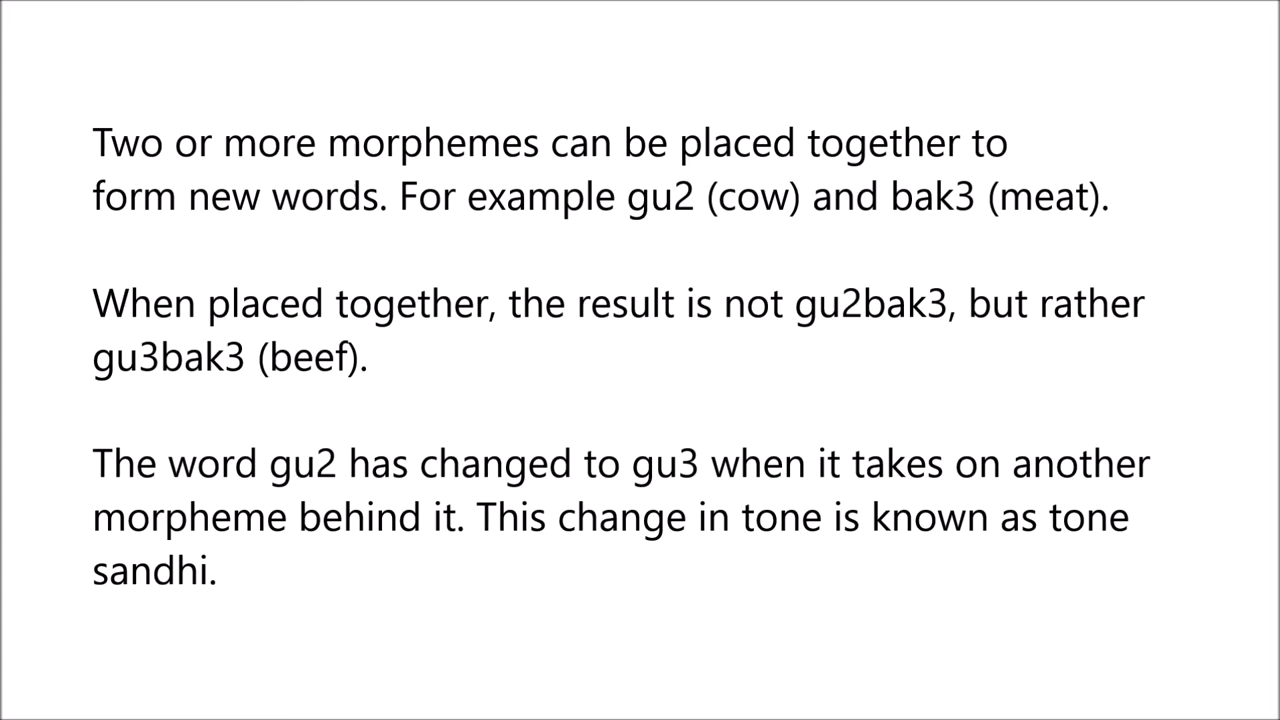 Two or more morphemes can be placed together to
form new words. For example gu2 (cow) and bak3 (meat).
When placed together, the result is not gu2bak3, but rather
gu3bak3 (beef).
The word gu2 has changed to gu3 when it takes on another
morpheme behind it. This change in tone is known as tone
sandhi.